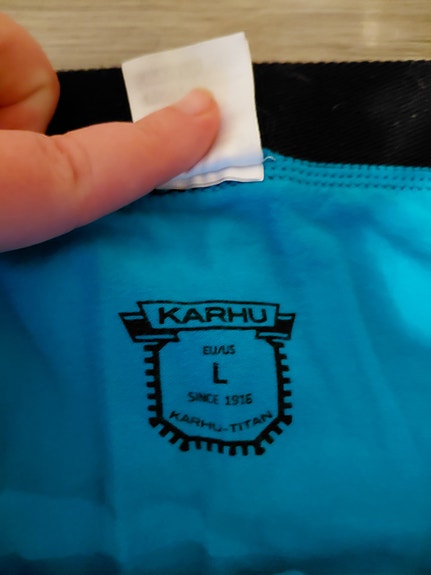 KARHU
EU/US
L
SINCE 1916
KARHU-TITAN